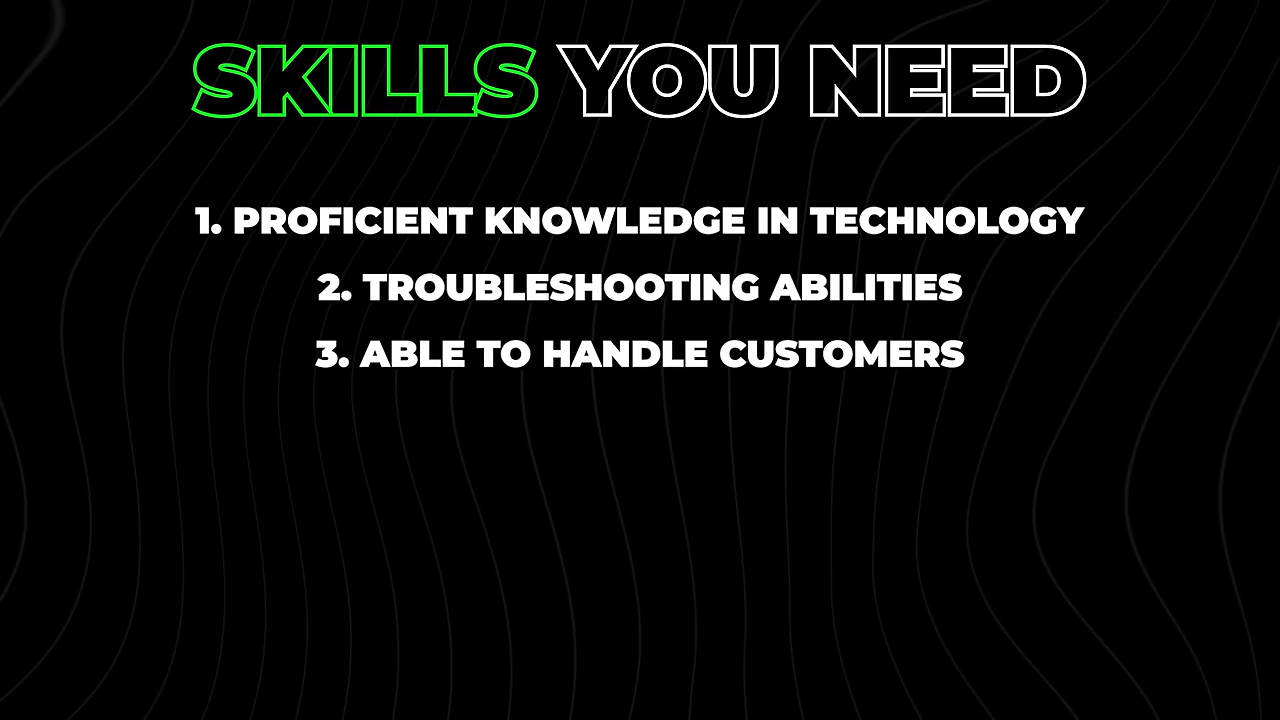 SKILLS YOU NEED
1. PROFICIENT KNOWLEDGE IN TECHNOLOGY
2. TROUBLESHOOTING ABILITIES
3. ABLE TO HANDLE CUSTOMERS